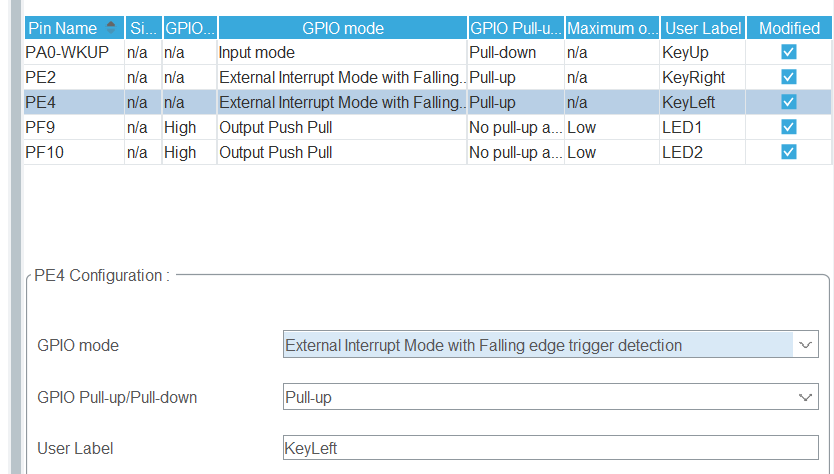 Pin Name Si... GPIO... GPIO mode GPIO Pull-u... Maximum o... User Label Modified
PA0-WKUP n/a n/a Input mode Pull-down n/a KeyUp
PE2 n/a n/a External Interrupt Mode with Falling... Pull-up n/a KeyRight
PE4 n/a n/a External Interrupt Mode with Falling... Pull-up n/a KeyLeft
PF9 n/a High Output Push Pull No pull-up a... Low LED1
PF10 n/a High Output Push Pull No pull-up a... Low LED2
PE4 Configuration :
GPIO mode External Interrupt Mode with Falling edge trigger detection
GPIO Pull-up/Pull-down Pull-up
User Label KeyLeft